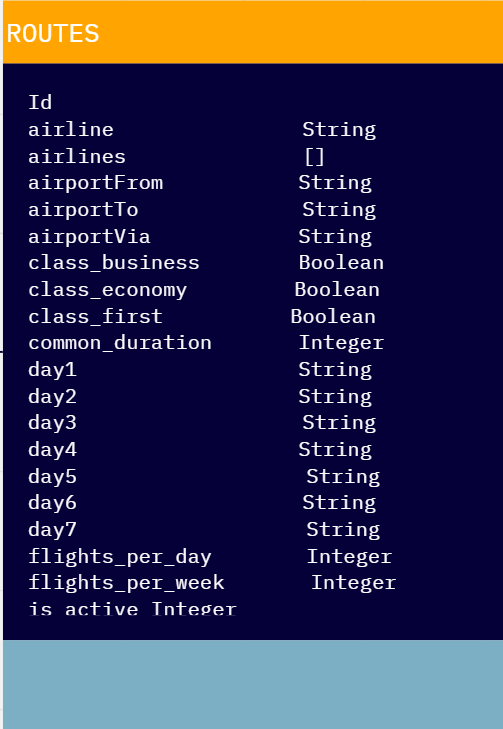 ROUTES
Id
airline String
airlines []
airportFrom String
airportTo String
airportVia String
class_business Boolean
class_economy Boolean
class_first Boolean
common_duration Integer
day1 String
day2 String
day3 String
day4 String
day5 String
day6 String
day7 String
flights_per_day Integer
flights_per_week Integer
is active Integer